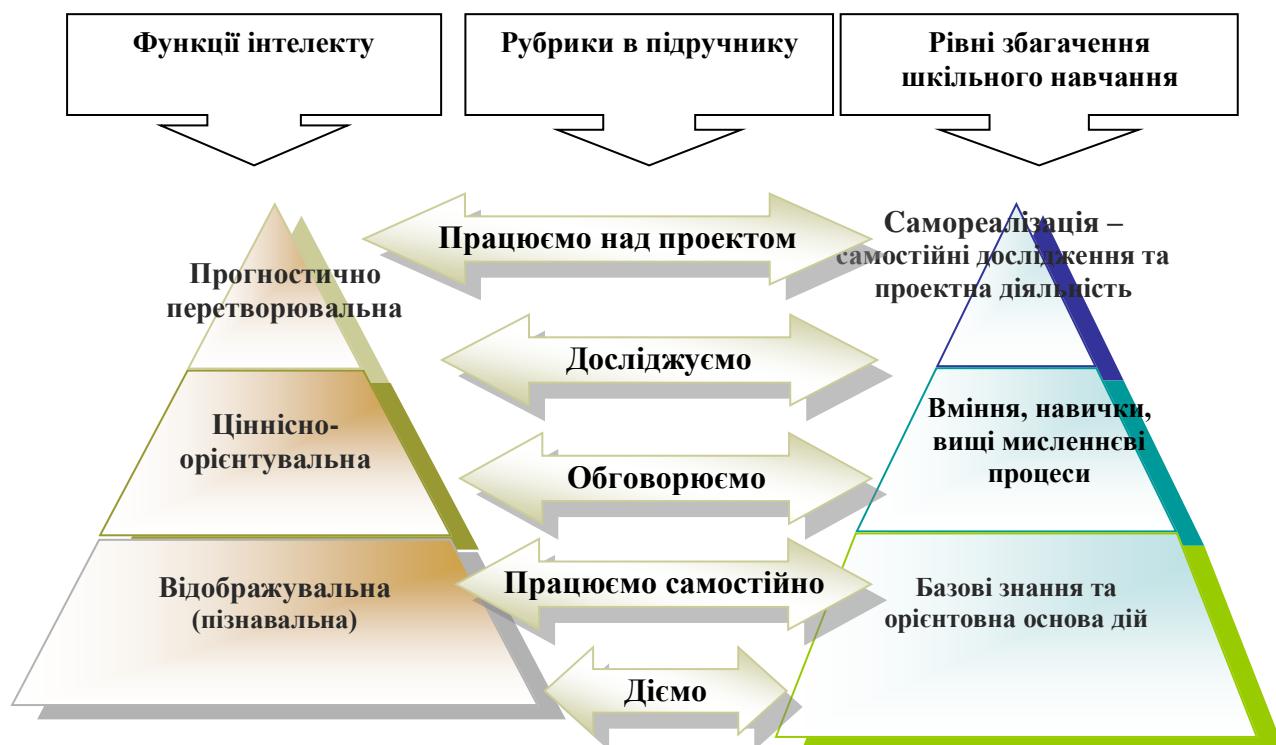 Функції інтелекту
Рубрики в підручнику
Рівні збагачення
шкільного навчання
Прогностично
перетворювальна
Ціннісно-
орієнтувальна
Відображувальна
(пізнавальна)
Працюємо над проектом
Досліджуємо
Обговорюємо
Працюємо самостійно
Діємо
Самореалізація –
самостійні дослідження та
проектна діяльність
Вміння, навички,
вищі мисленнєві
процеси
Базові знання та
орієнтовна основа дій